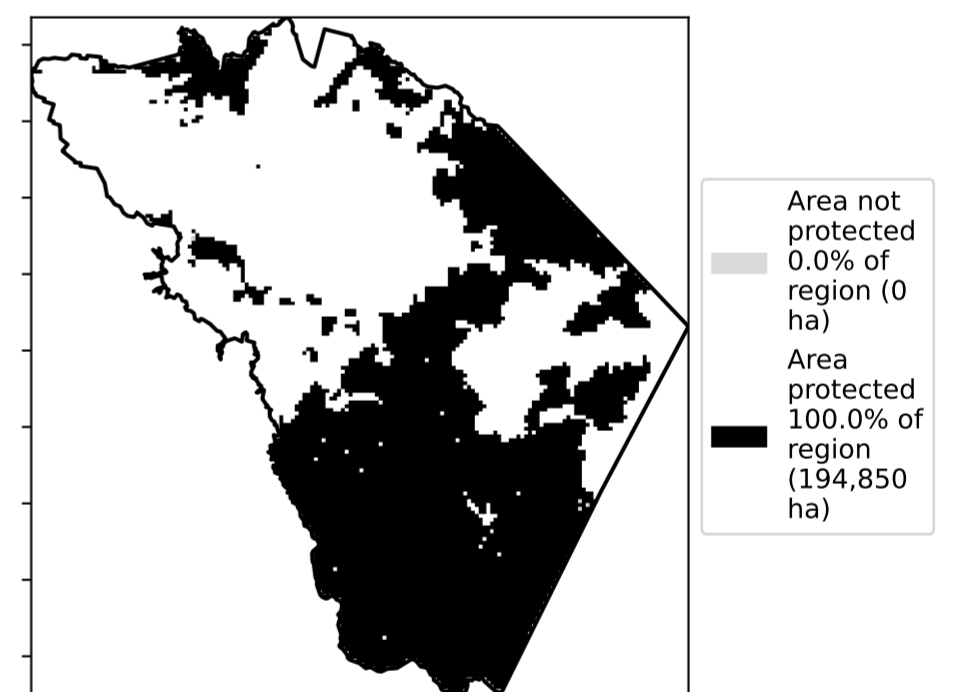 Area not
protected
0.0% of
region (0
ha)
Area
protected
100.0% of
region
(194,850
ha)